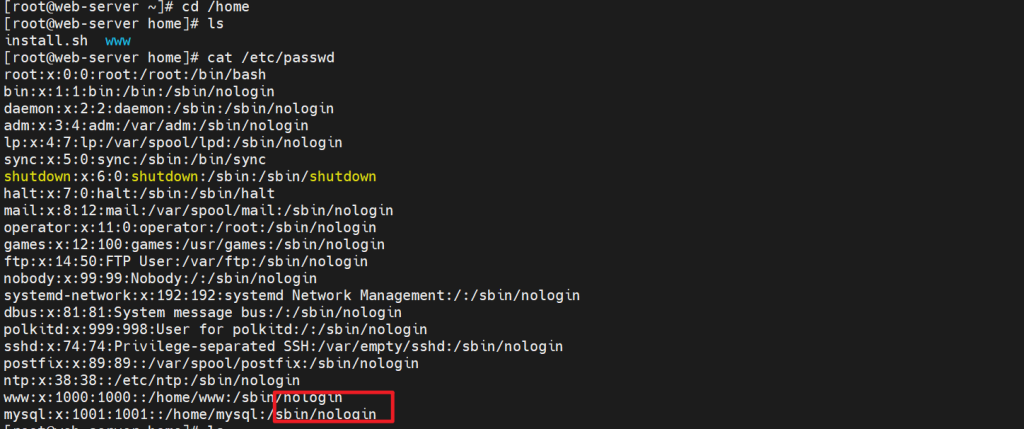 [root@web-server ~]# cd /home
[root@web-server home]# ls
install.sh  www
[root@web-server home]# cat /etc/passwd
root:x:0:0:root:/root:/bin/bash
bin:x:1:1:bin:/bin:/sbin/nologin
daemon:x:2:2:daemon:/sbin:/sbin/nologin
adm:x:3:4:adm:/var/adm:/sbin/nologin
lp:x:4:7:lp:/var/spool/lpd:/sbin/nologin
sync:x:5:0:sync:/sbin:/bin/sync
shutdown:x:6:0:shutdown:/sbin:/sbin/shutdown
halt:x:7:0:halt:/sbin:/sbin/halt
mail:x:8:12:mail:/var/spool/mail:/sbin/nologin
operator:x:11:0:operator:/root:/sbin/nologin
games:x:12:100:games:/usr/games:/sbin/nologin
ftp:x:14:50:FTP User:/var/ftp:/sbin/nologin
nobody:x:99:99:Nobody:/:/sbin/nologin
systemd-network:x:192:192:systemd Network Management:/:/sbin/nologin
dbus:x:81:81:System message bus:/:/sbin/nologin
polkitd:x:999:998:User for polkitd:/:/sbin/nologin
sshd:x:74:74:Privilege-separated SSH:/var/empty/sshd:/sbin/nologin
postfix:x:89:89::/var/spool/postfix:/sbin/nologin
ntp:x:38:38::/etc/ntp:/sbin/nologin
www:x:1000:1000::/home/www:/sbin/nologin
mysql:x:1001:1001::/home/mysql:/sbin/nologin
[root@web-server home]# ls